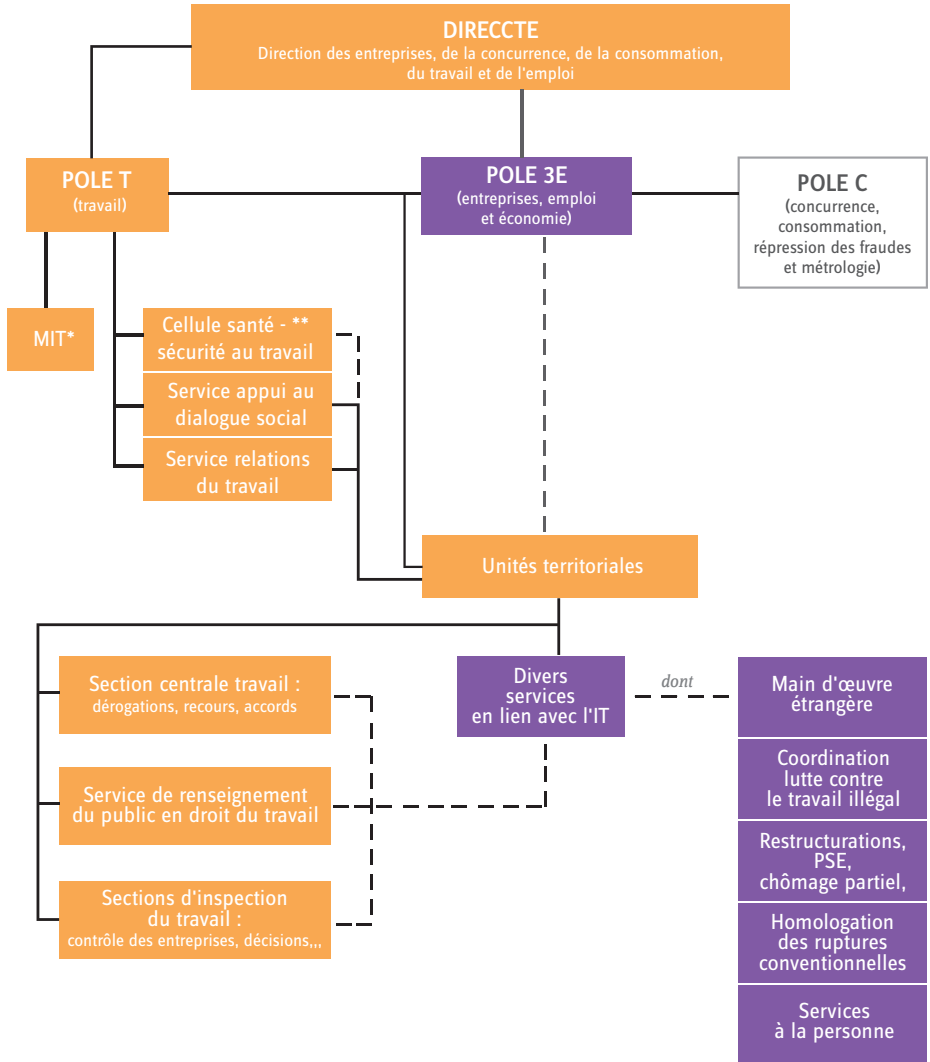 DIRECCTE
Direction des entreprises, de la concurrence, de la consommation,
du travail et de l'emploi
POLE T
(travail)
POLE 3E
(entreprises, emploi
et économie)
POLE C
(concurrence,
consommation,
répression des fraudes
et métrologie)
MIT*
Cellule santé - **
sécurité au travail
Service appui au
dialogue social
Service relations
du travail
Unités territoriales
Section centrale travail :
dérogations, recours, accords
Service de renseignement
du public en droit du travail
Sections d'inspection
du travail :
contrôle des entreprises, décisions,,,
Divers
services
en lien avec l'IT
dont
Main d'œuvre
étrangère
Coordination
lutte contre
le travail illégal
Restructurations,
PSE,
chômage partiel,
Homologation
des ruptures
conventionnelles
Services
à la personne